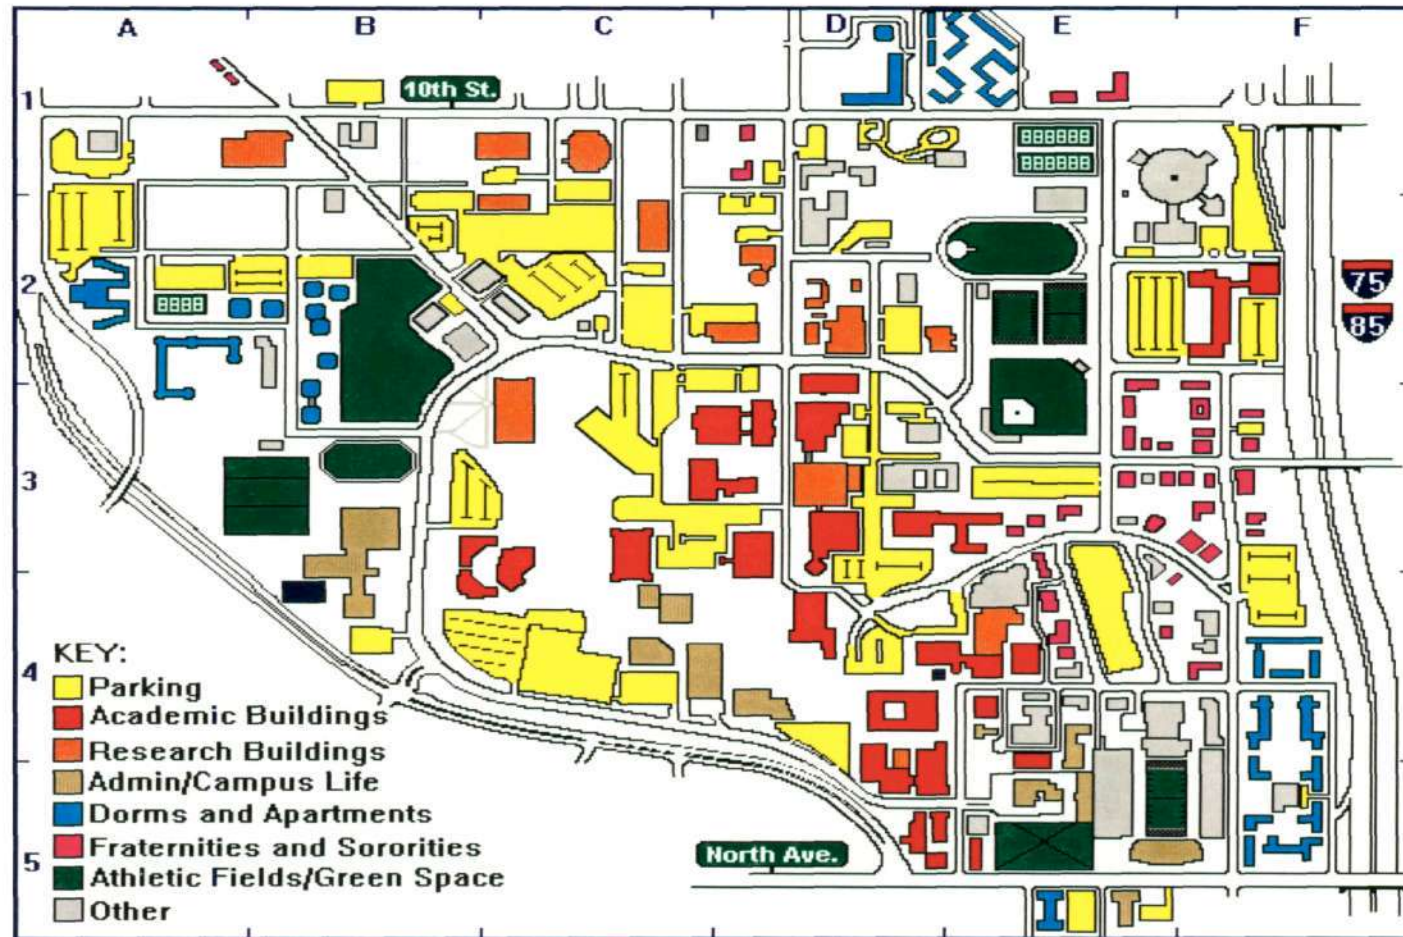 A B C D E F
1
10th St.
2
75
85
3
KEY:
4
Parking
Academic Buildings
Research Buildings
Admin/Campus Life
Dorms and Apartments
Fraternities and Sororities
North Ave.
5
Athletic Fields/Green Space
Other